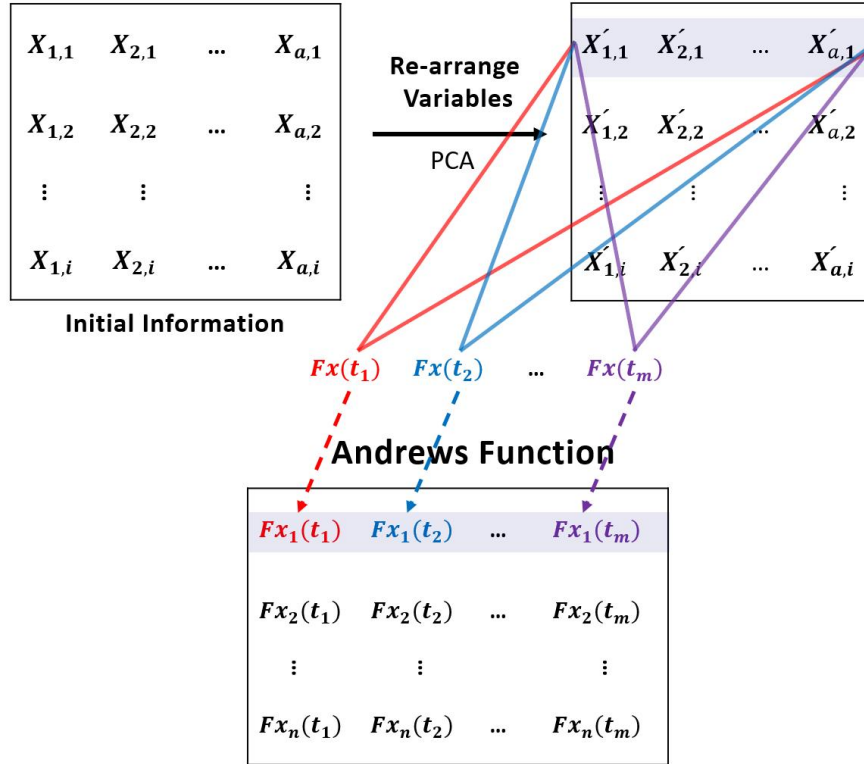 X₁,₁ X₂,₁ ... Xₐ,₁
X₁,₂ X₂,₂ ... Xₐ,₂
⋮ ⋮ ⋮
X₁,ᵢ X₂,ᵢ ... Xₐ,ᵢ
Initial Information
Re-arrange
Variables
PCA
X´₁,₁ X´₂,₁ ... X´ₐ,₁
X´₁,₂ X´₂,₂ ... X´ₐ,₂
⋮ ⋮ ⋮
X´₁,ᵢ X´₂,ᵢ ... X´ₐ,ᵢ
Fx(t₁) Fx(t₂) ... Fx(tₘ)
Andrews Function
Fx₁(t₁) Fx₁(t₂) ... Fx₁(tₘ)
Fx₂(t₁) Fx₂(t₂) ... Fx₂(tₘ)
⋮ ⋮ ⋮
Fxₙ(t₁) Fxₙ(t₂) ... Fxₙ(tₘ)